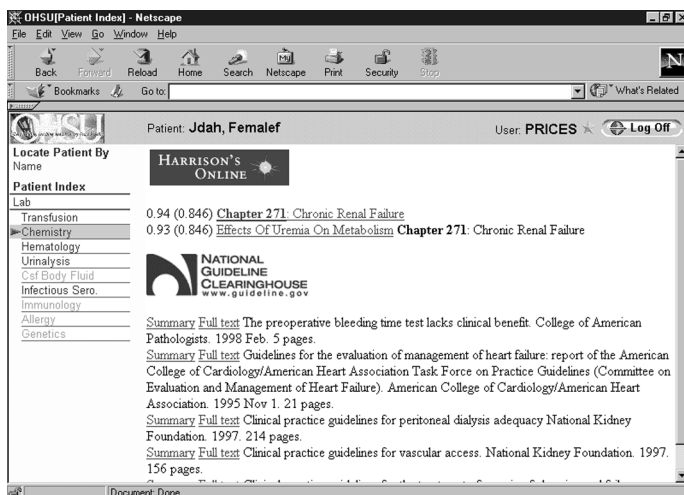 OHSU[Patient Index] - Netscape
File Edit View Go Window Help
Back Forward Reload Home Search Netscape Print Security Stop
My
N
Bookmarks Go to: What's Related
OHSU
Patient: Jdah, Femalef User: PRICES Log Off
Locate Patient By
Name
Patient Index
Lab
Transfusion
Chemistry
Hematology
Urinalysis
Csf Body Fluid
Infectious Sero.
Immunology
Allergy
Genetics
HARRISON'S
ONLINE
0.94 (0.846) Chapter 271: Chronic Renal Failure
0.93 (0.846) Effects Of Uremia On Metabolism Chapter 271: Chronic Renal Failure
NATIONAL
GUIDELINE
CLEARINGHOUSE
www.guideline.gov
Summary Full text The preoperative bleeding time test lacks clinical benefit. College of American
Pathologists. 1998 Feb. 5 pages.
Summary Full text Guidelines for the evaluation of management of heart failure: report of the American
College of Cardiology/American Heart Association Task Force on Practice Guidelines (Committee on
Evaluation and Management of Heart Failure). American College of Cardiology/American Heart
Association. 1995 Nov 1. 21 pages.
Summary Full text Clinical practice guidelines for peritoneal dialysis adequacy National Kidney
Foundation. 1997. 214 pages.
Summary Full text Clinical practice guidelines for vascular access. National Kidney Foundation. 1997.
156 pages.
Document: Done